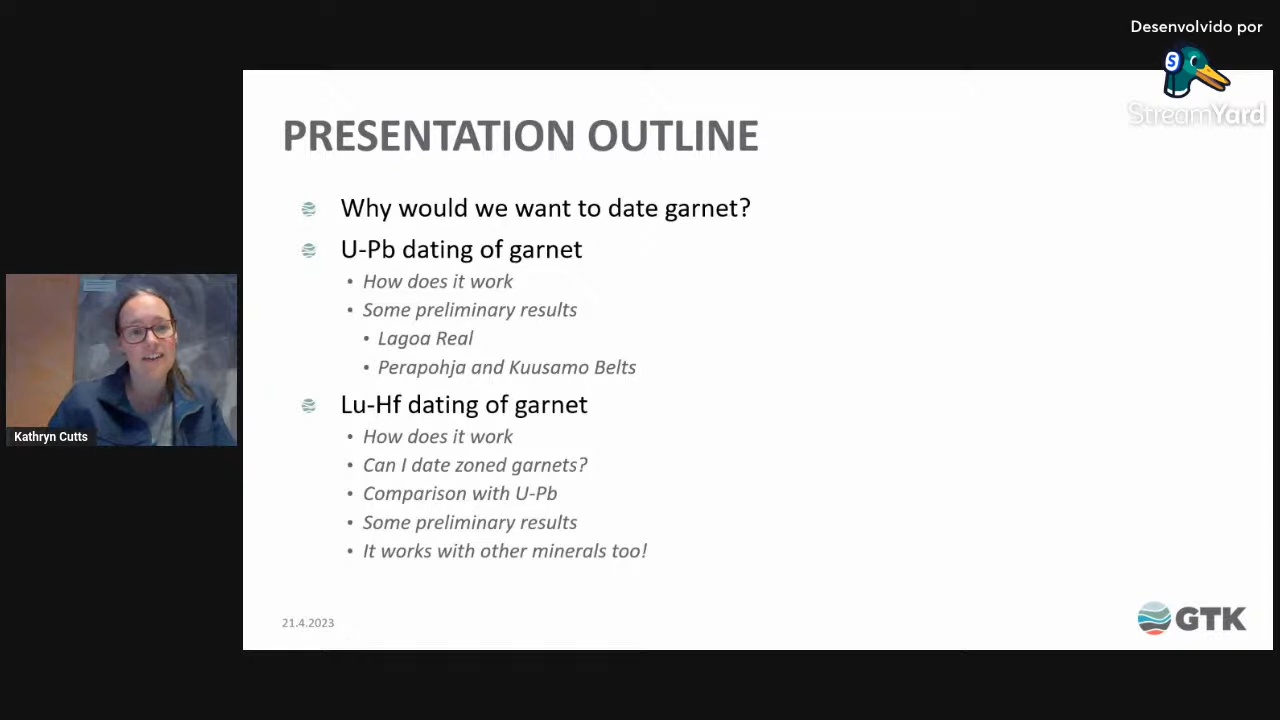 Desenvolvido por
S
StreamYard
PRESENTATION OUTLINE
Why would we want to date garnet?
U-Pb dating of garnet
• How does it work
• Some preliminary results
• Lagoa Real
• Perapohja and Kuusamo Belts
Lu-Hf dating of garnet
• How does it work
• Can I date zoned garnets?
• Comparison with U-Pb
• Some preliminary results
• It works with other minerals too!
Kathryn Cutts
21.4.2023
GTK